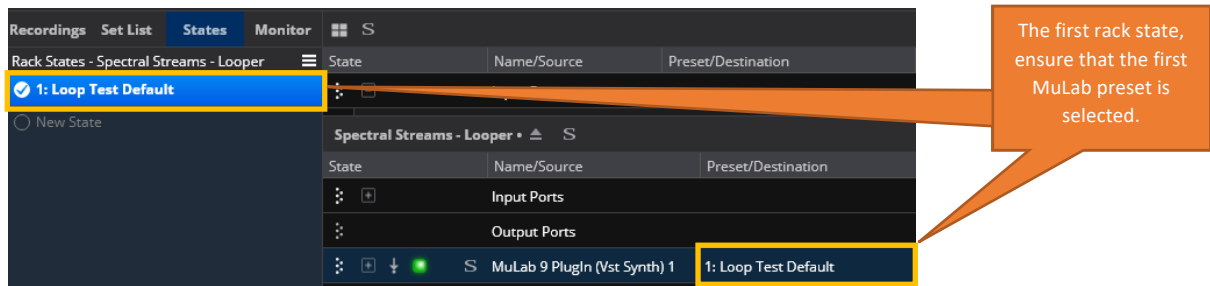 Recordings Set List States Monitor S
Rack States - Spectral Streams - Looper
State Name/Source Preset/Destination
1: Loop Test Default
New State
Spectral Streams - Looper • S
State Name/Source Preset/Destination
Input Ports
Output Ports
S MuLab 9 PlugIn (Vst Synth) 1 1: Loop Test Default
The first rack state,
ensure that the first
MuLab preset is
selected.